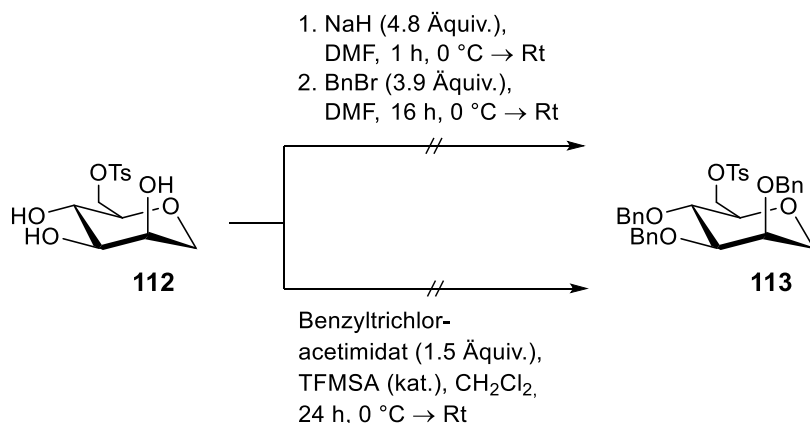 1. NaH (4.8 Äquiv.),
DMF, 1 h, 0 °C → Rt
2. BnBr (3.9 Äquiv.),
DMF, 16 h, 0 °C → Rt
OTs
OH
O
HO
HO
112
OTs
OBn
O
BnO
BnO
113
Benzyltrichlor-
acetimidat (1.5 Äquiv.),
TFMSA (kat.), CH₂Cl₂,
24 h, 0 °C → Rt